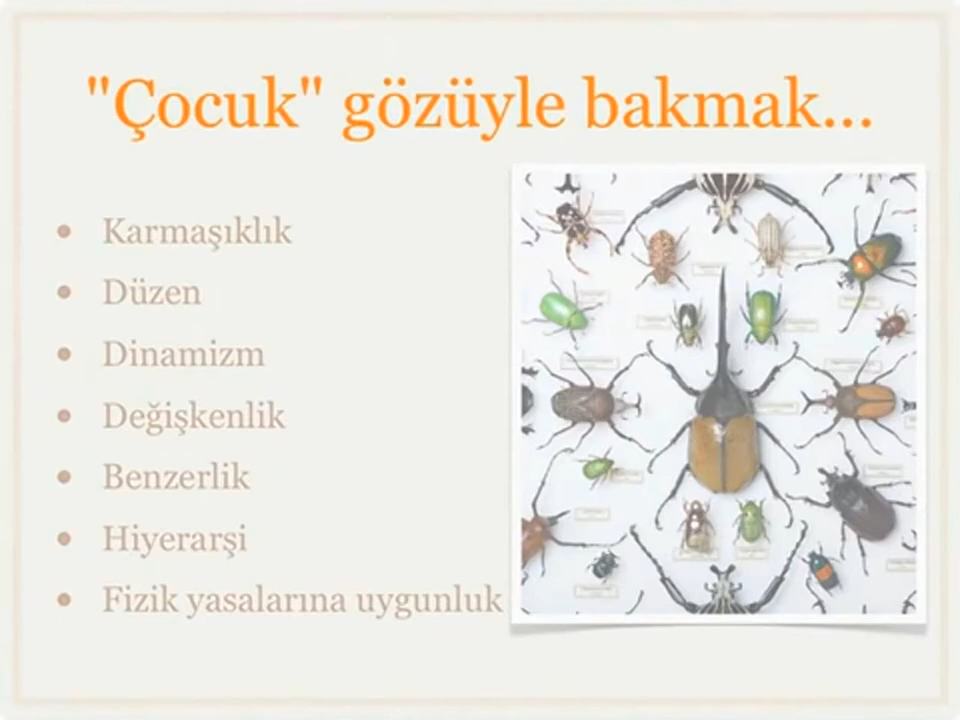 "Çocuk" gözüyle bakmak...
• Karmaşıklık
• Düzen
• Dinamizm
• Değişkenlik
• Benzerlik
• Hiyerarşi
• Fizik yasalarına uygunluk